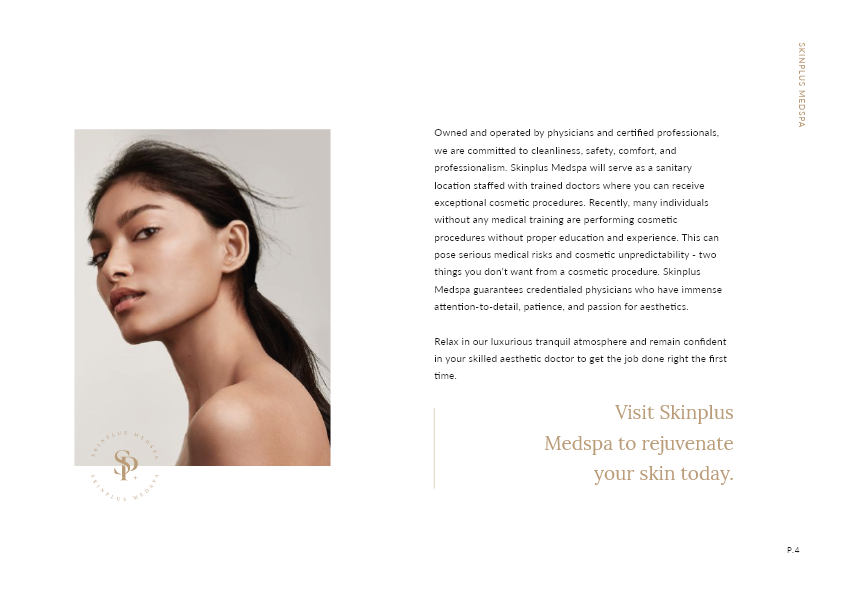 SKINPLUS MEDSPA
Owned and operated by physicians and certified professionals,
we are committed to cleanliness, safety, comfort, and
professionalism. Skinplus Medspa will serve as a sanitary
location staffed with trained doctors where you can receive
exceptional cosmetic procedures. Recently, many individuals
without any medical training are performing cosmetic
procedures without proper education and experience. This can
pose serious medical risks and cosmetic unpredictability - two
things you don't want from a cosmetic procedure. Skinplus
Medspa guarantees credentialed physicians who have immense
attention-to-detail, patience, and passion for aesthetics.
Relax in our luxurious tranquil atmosphere and remain confident
in your skilled aesthetic doctor to get the job done right the first
time.
Visit Skinplus
Medspa to rejuvenate
your skin today.
SKINPLUS MEDSPA
SP
SKINPLUS MEDSPA
P.4